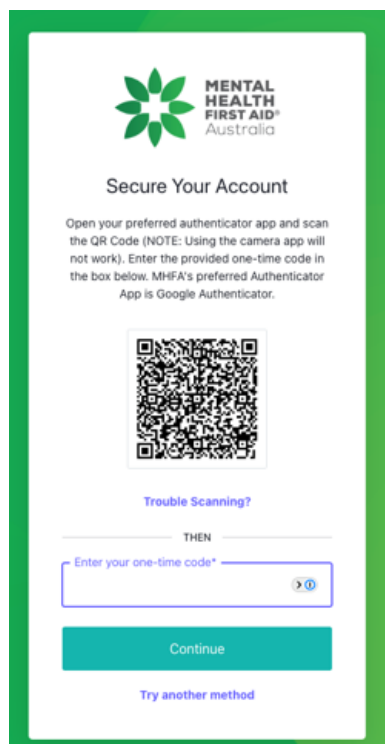 MENTAL
HEALTH
FIRST AID®
Australia
Secure Your Account
Open your preferred authenticator app and scan
the QR Code (NOTE: Using the camera app will
not work). Enter the provided one-time code in
the box below. MHFA's preferred Authenticator
App is Google Authenticator.
Trouble Scanning?
THEN
Enter your one-time code*
Continue
Try another method